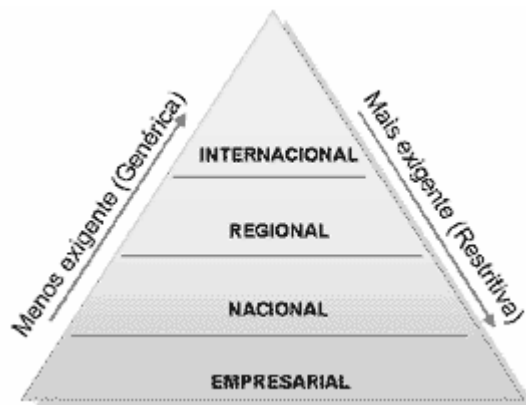 Menos exigente (Genérica)
Mais exigente (Restritiva)
INTERNACIONAL
REGIONAL
NACIONAL
EMPRESARIAL